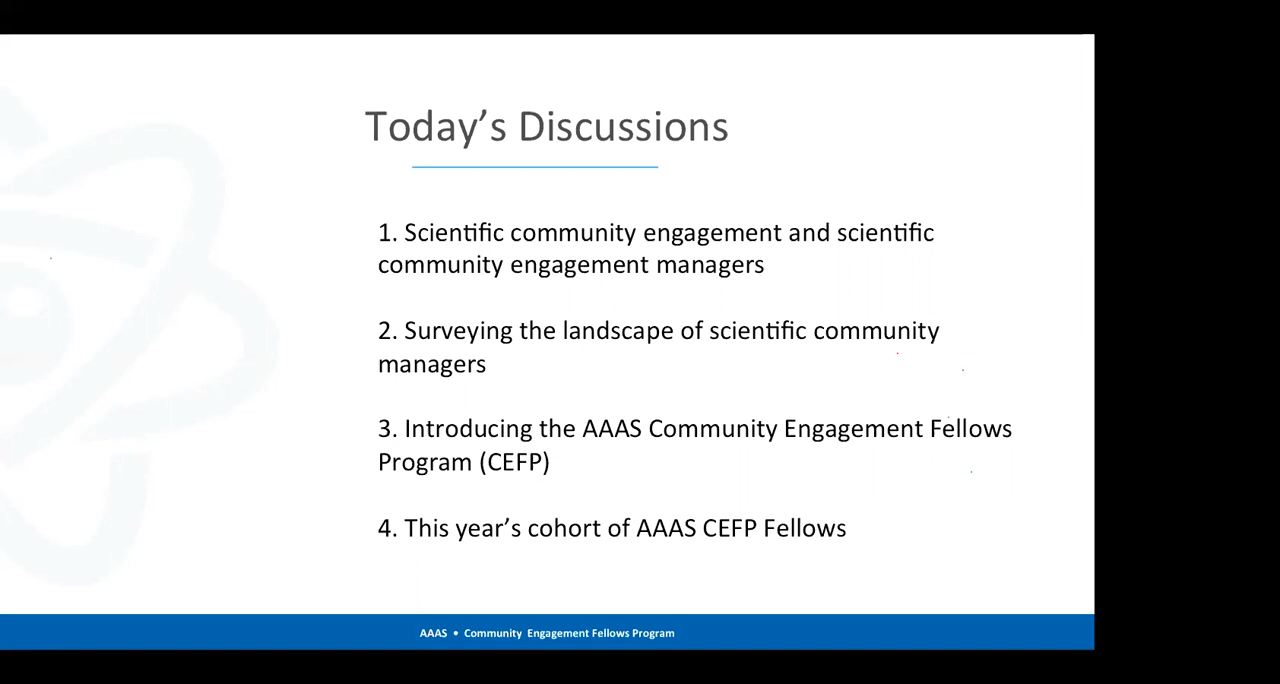 Today’s Discussions
1. Scientific community engagement and scientific
community engagement managers
2. Surveying the landscape of scientific community
managers
3. Introducing the AAAS Community Engagement Fellows
Program (CEFP)
4. This year’s cohort of AAAS CEFP Fellows
AAAS • Community Engagement Fellows Program